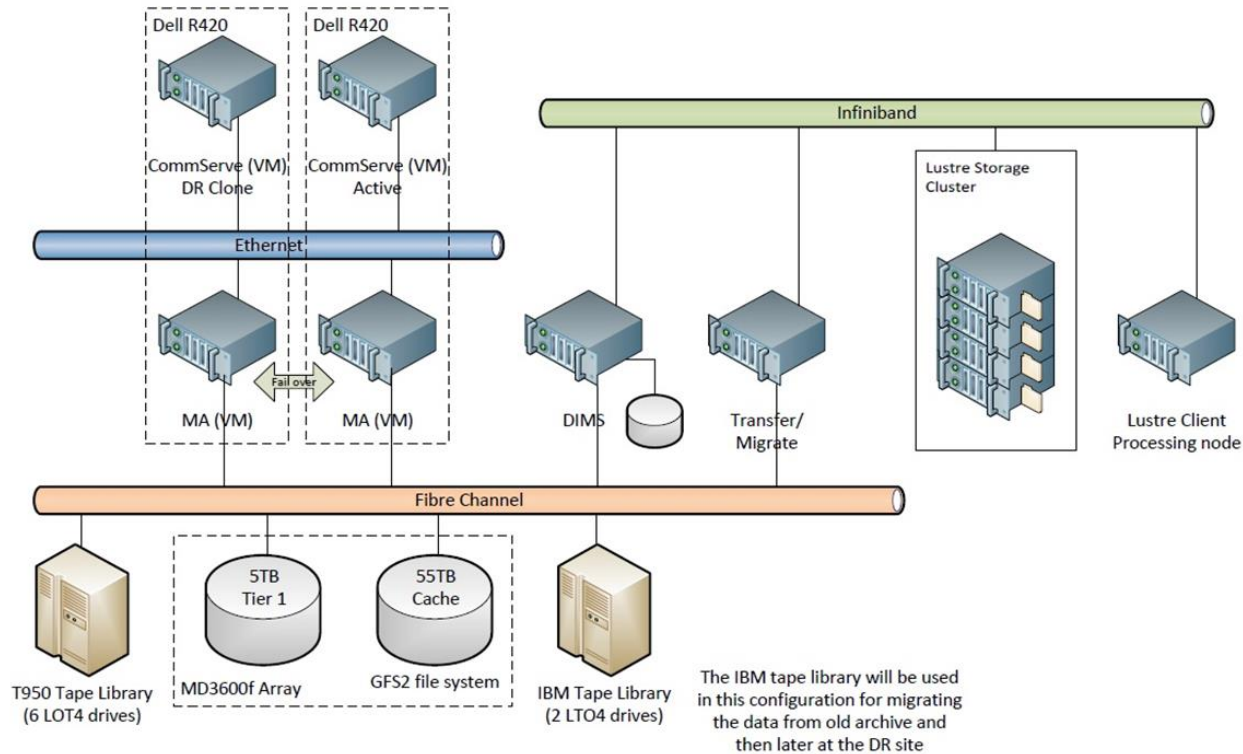 Dell R420
Dell R420
CommServe (VM)
DR Clone
CommServe (VM)
Active
Infiniband
Lustre Storage
Cluster
Ethernet
Fail over
MA (VM)
MA (VM)
DIMS
Transfer/
Migrate
Lustre Client
Processing node
Fibre Channel
5TB
Tier 1
55TB
Cache
T950 Tape Library
(6 LOT4 drives)
MD3600f Array
GFS2 file system
IBM Tape Library
(2 LTO4 drives)
The IBM tape library will be used
in this configuration for migrating
the data from old archive and
then later at the DR site